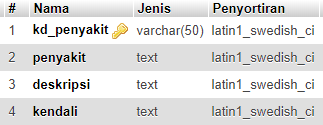 # Nama Jenis Penyortiran
1 kd_penyakit varchar(50) latin1_swedish_ci
2 penyakit text latin1_swedish_ci
3 deskripsi text latin1_swedish_ci
4 kendali text latin1_swedish_ci